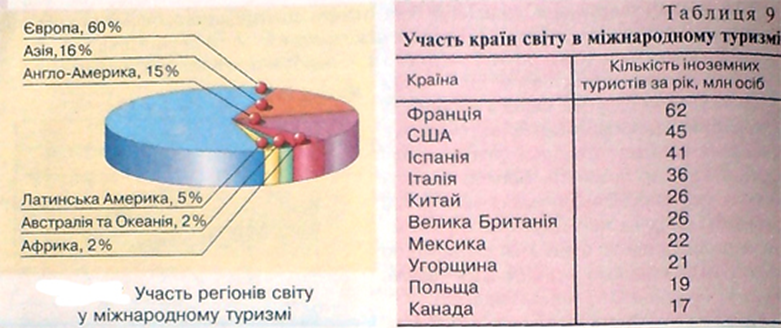 Європа, 60%
Азія, 16%
Англо-Америка, 15%
Латинська Америка, 5%
Австралія та Океанія, 2%
Африка, 2%
Участь регіонів світу
у міжнародному туризмі
Таблиця 9
Участь країн світу в міжнародному туризмі
Країна
Кількість іноземних
туристів за рік, млн осіб
Франція 62
США 45
Іспанія 41
Італія 36
Китай 26
Велика Британія 26
Мексика 22
Угорщина 21
Польща 19
Канада 17